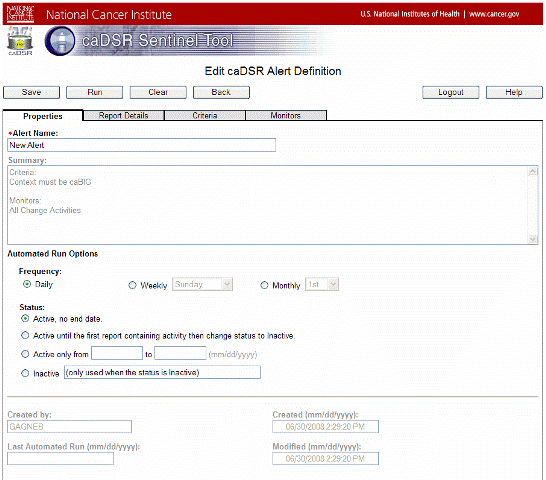 NATIONAL CANCER INSTITUTE National Cancer Institute U.S. National Institutes of Health | www.cancer.gov
caDSR caDSR Sentinel Tool
Edit caDSR Alert Definition
Save Run Clear Back Logout Help
Properties Report Details Criteria Monitors
*Alert Name:
New Alert
Summary:
Criteria:
Context must be caBIG
Monitors:
All Change Activities
Automated Run Options
Frequency:
Daily Weekly Sunday Monthly 1st
Status:
Active, no end date.
Active until the first report containing activity then change status to Inactive.
Active only from to (mm/dd/yyyy)
Inactive (only used when the status is Inactive)
Created by: Created (mm/dd/yyyy):
GAGNEB 06/30/2008 2:29:20 PM
Last Automated Run (mm/dd/yyyy): Modified (mm/dd/yyyy):
06/30/2008 2:29:20 PM